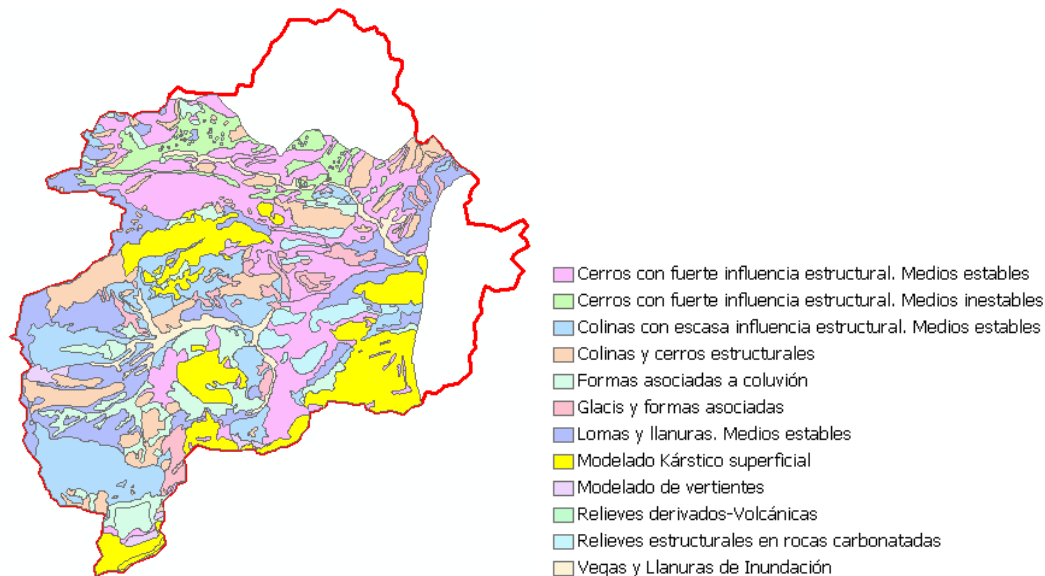 Cerros con fuerte influencia estructural. Medios estables
Cerros con fuerte influencia estructural. Medios inestables
Colinas con escasa influencia estructural. Medios estables
Colinas y cerros estructurales
Formas asociadas a coluvión
Glacis y formas asociadas
Lomas y llanuras. Medios estables
Modelado Kárstico superficial
Modelado de vertientes
Relieves derivados-Volcánicas
Relieves estructurales en rocas carbonatadas
Vegas y Llanuras de Inundación